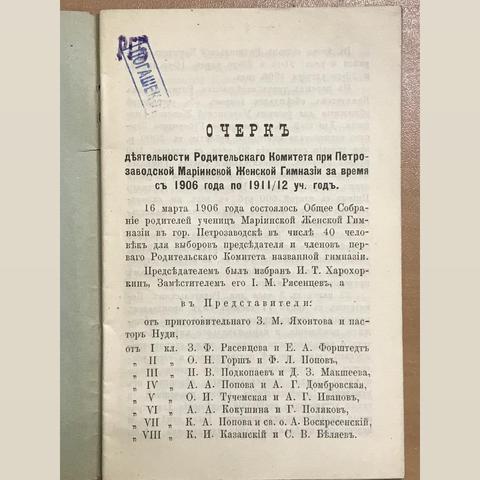 ПОГАШЕНО
ОЧЕРКЪ
дѣятельности Родительскаго Комитета при Петро-
заводской Маріинской Женской Гимназіи за время
съ 1906 года по 1911/12 уч. годъ.
16 марта 1906 года состоялось Общее Собра-
ніе родителей ученицъ Маріинской Женской Гим-
назіи въ гор. Петрозаводскѣ въ числѣ 40 чело-
вѣкъ для выборовъ предсѣдателя и членовъ пер-
ваго Родительскаго Комитета названной гимназіи.
Предсѣдателемъ былъ избранъ И. Т. Харохор-
кинъ, Замѣстителемъ его І. М. Рясенцевъ, а
въ Представители:
отъ приготовительнаго З. М. Яхонтова и пас-
торъ Нуди,
отъ I кл. З. Ф. Рясенцева и Е. А. Форштедтъ
„ II „ О. Н. Горшъ и Ф. Л. Поповъ,
„ III „ Н. В. Подкопаевъ и Д. З. Макшеева,
„ IV „ А. А. Попова и А. Г. Домбровская,
„ V „ О. И. Тучемская и А. Г. Ивановъ,
„ VI „ А. А. Кокушина и Г. Поляковъ,
„ VII „ К. А. Попова и св. о. А. Воскресенскій,
„ VIII „ К. И. Казанскій и С. В. Бѣляевъ.